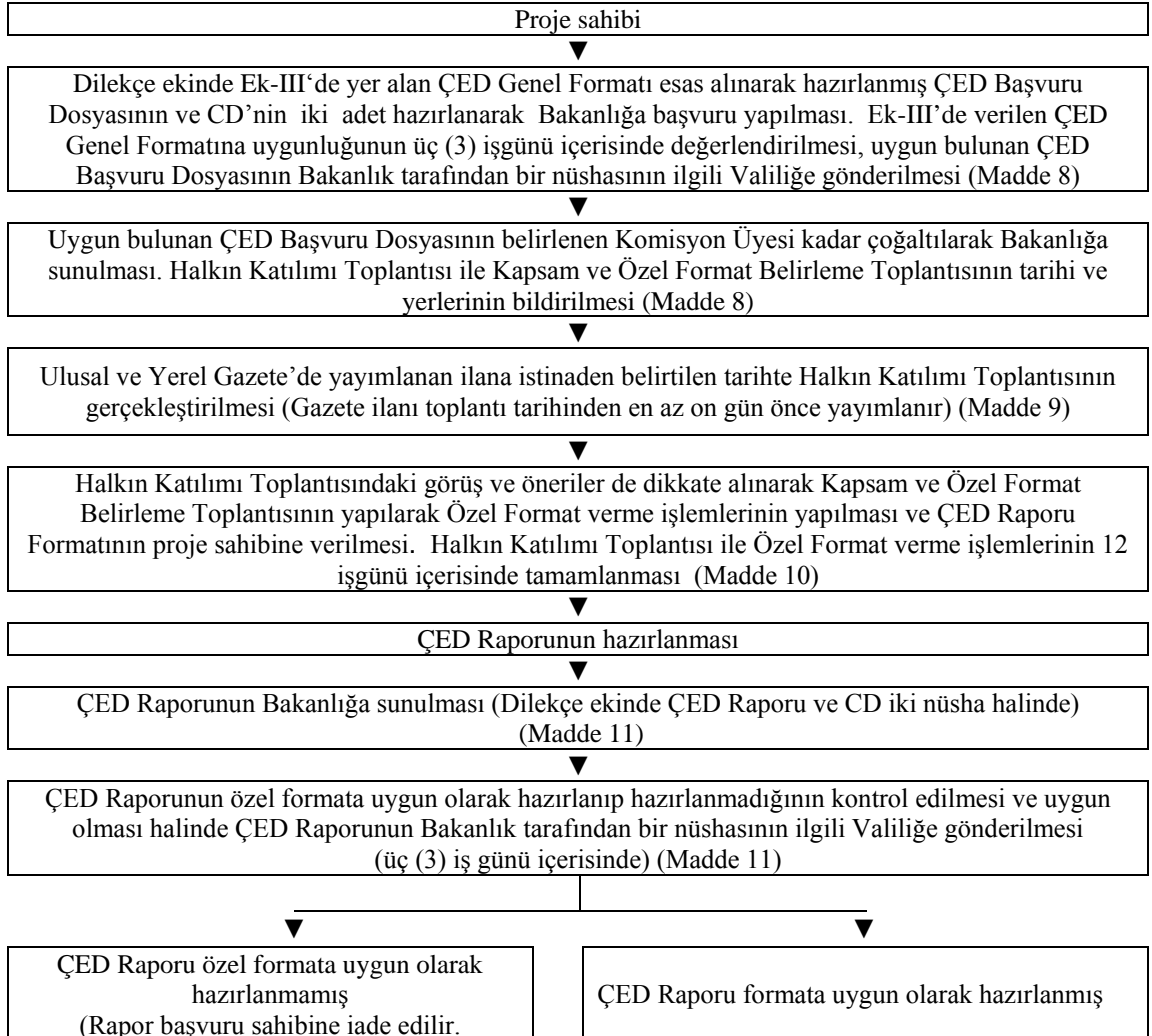 Proje sahibi
Dilekçe ekinde Ek-III‘de yer alan ÇED Genel Formatı esas alınarak hazırlanmış ÇED Başvuru
Dosyasının ve CD’nin iki adet hazırlanarak Bakanlığa başvuru yapılması. Ek-III’de verilen ÇED
Genel Formatına uygunluğunun üç (3) işgünü içerisinde değerlendirilmesi, uygun bulunan ÇED
Başvuru Dosyasının Bakanlık tarafından bir nüshasının ilgili Valiliğe gönderilmesi (Madde 8)
Uygun bulunan ÇED Başvuru Dosyasının belirlenen Komisyon Üyesi kadar çoğaltılarak Bakanlığa
sunulması. Halkın Katılımı Toplantısı ile Kapsam ve Özel Format Belirleme Toplantısının tarihi ve
yerlerinin bildirilmesi (Madde 8)
Ulusal ve Yerel Gazete’de yayımlanan ilana istinaden belirtilen tarihte Halkın Katılımı Toplantısının
gerçekleştirilmesi (Gazete ilanı toplantı tarihinden en az on gün önce yayımlanır) (Madde 9)
Halkın Katılımı Toplantısındaki görüş ve öneriler de dikkate alınarak Kapsam ve Özel Format
Belirleme Toplantısının yapılarak Özel Format verme işlemlerinin yapılması ve ÇED Raporu
Formatının proje sahibine verilmesi. Halkın Katılımı Toplantısı ile Özel Format verme işlemlerinin 12
işgünü içerisinde tamamlanması (Madde 10)
ÇED Raporunun hazırlanması
ÇED Raporunun Bakanlığa sunulması (Dilekçe ekinde ÇED Raporu ve CD iki nüsha halinde)
(Madde 11)
ÇED Raporunun özel formata uygun olarak hazırlanıp hazırlanmadığının kontrol edilmesi ve uygun
olması halinde ÇED Raporunun Bakanlık tarafından bir nüshasının ilgili Valiliğe gönderilmesi
(üç (3) iş günü içerisinde) (Madde 11)
ÇED Raporu özel formata uygun olarak
hazırlanmamış
(Rapor başvuru sahibine iade edilir.
ÇED Raporu formata uygun olarak hazırlanmış